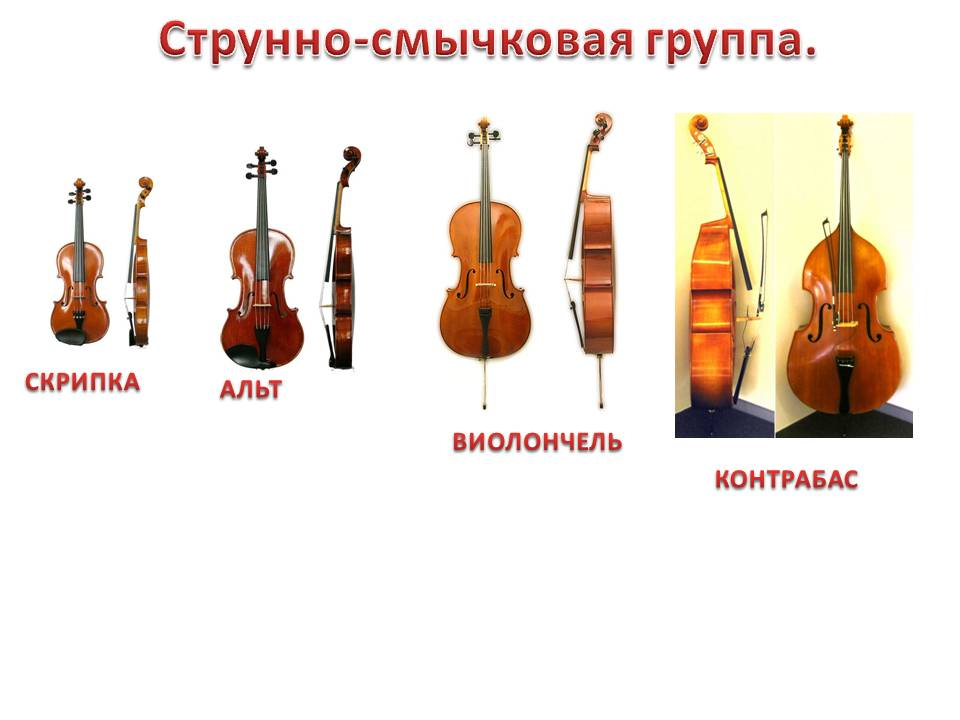 Струнно-смычковая группа.
СКРИПКА
АЛЬТ
ВИОЛОНЧЕЛЬ
КОНТРАБАС